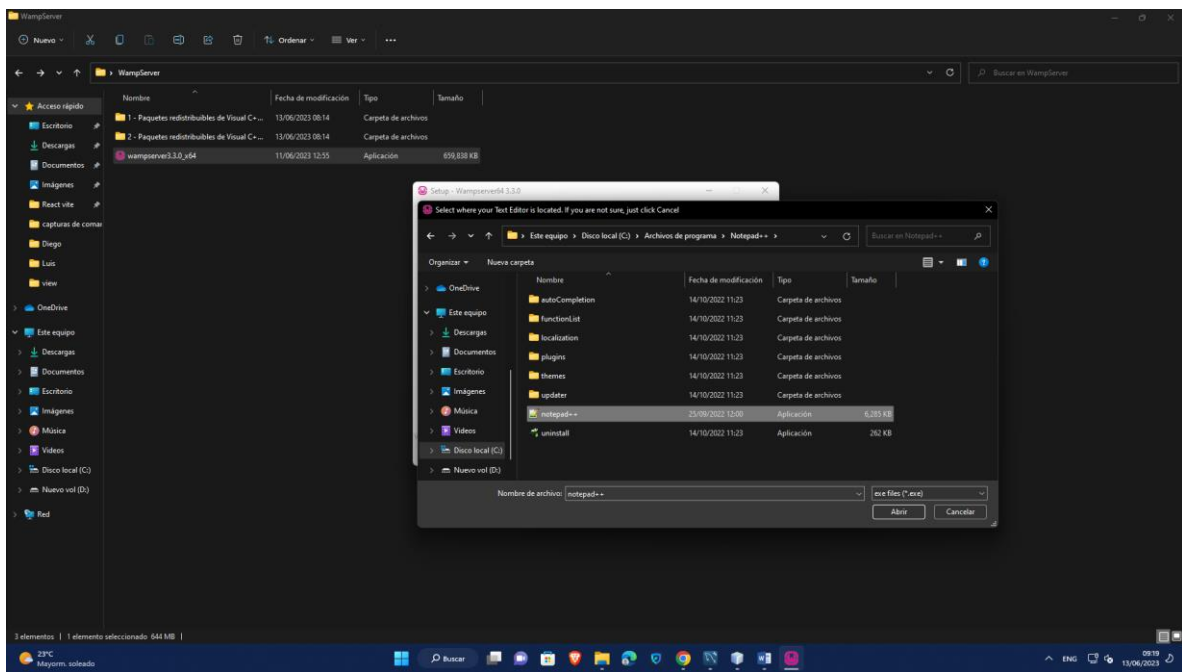 WampServer
Nuevo
Ordenar
Ver
WampServer
Buscar en WampServer
Nombre Fecha de modificación Tipo Tamaño
1 - Paquetes redistribuibles de Visual C+... 13/06/2023 08:14 Carpeta de archivos
2 - Paquetes redistribuibles de Visual C+... 13/06/2023 08:14 Carpeta de archivos
wampserver3.3.0_x64 11/06/2023 12:55 Aplicación 659,838 KB
Acceso rápido
Escritorio
Descargas
Documentos
Imágenes
React vite
capturas de comar
Diego
Luis
view
OneDrive
Este equipo
Descargas
Documentos
Escritorio
Imágenes
Música
Videos
Disco local (C:)
Nuevo vol (D:)
Red
Setup - Wampserver64 3.3.0
Select where your Text Editor is located. If you are not sure, just click Cancel
Este equipo > Disco local (C:) > Archivos de programa > Notepad++ >
Buscar en Notepad++
Organizar Nueva carpeta
OneDrive
Este equipo
Descargas
Documentos
Escritorio
Imágenes
Música
Videos
Disco local (C:)
Nuevo vol (D:)
Nombre Fecha de modificación Tipo Tamaño
autoCompletion 14/10/2022 11:23 Carpeta de archivos
functionList 14/10/2022 11:23 Carpeta de archivos
localization 14/10/2022 11:23 Carpeta de archivos
plugins 14/10/2022 11:23 Carpeta de archivos
themes 14/10/2022 11:23 Carpeta de archivos
updater 14/10/2022 11:23 Carpeta de archivos
notepad++ 25/09/2022 12:00 Aplicación 6,285 KB
uninstall 14/10/2022 11:23 Aplicación 262 KB
Nombre de archivo: notepad++ exe files (*.exe)
Abrir Cancelar
3 elementos | 1 elemento seleccionado 644 MB |
23°C
Mayorm. soleado
Buscar
ENG
09:19
13/06/2023